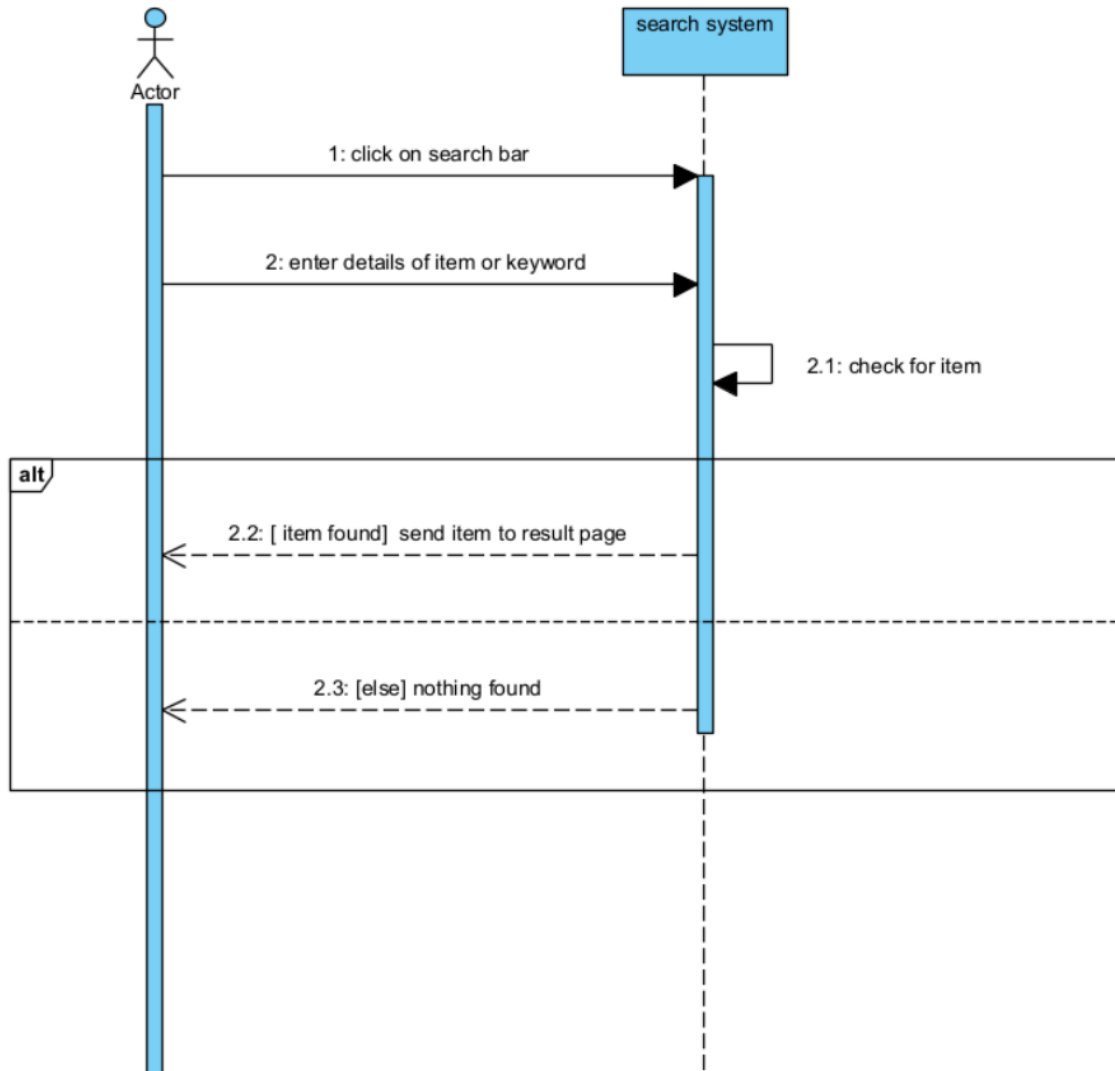 search system
Actor
1: click on search bar
2: enter details of item or keyword
2.1: check for item
alt
2.2: [ item found]  send item to result page
2.3: [else] nothing found